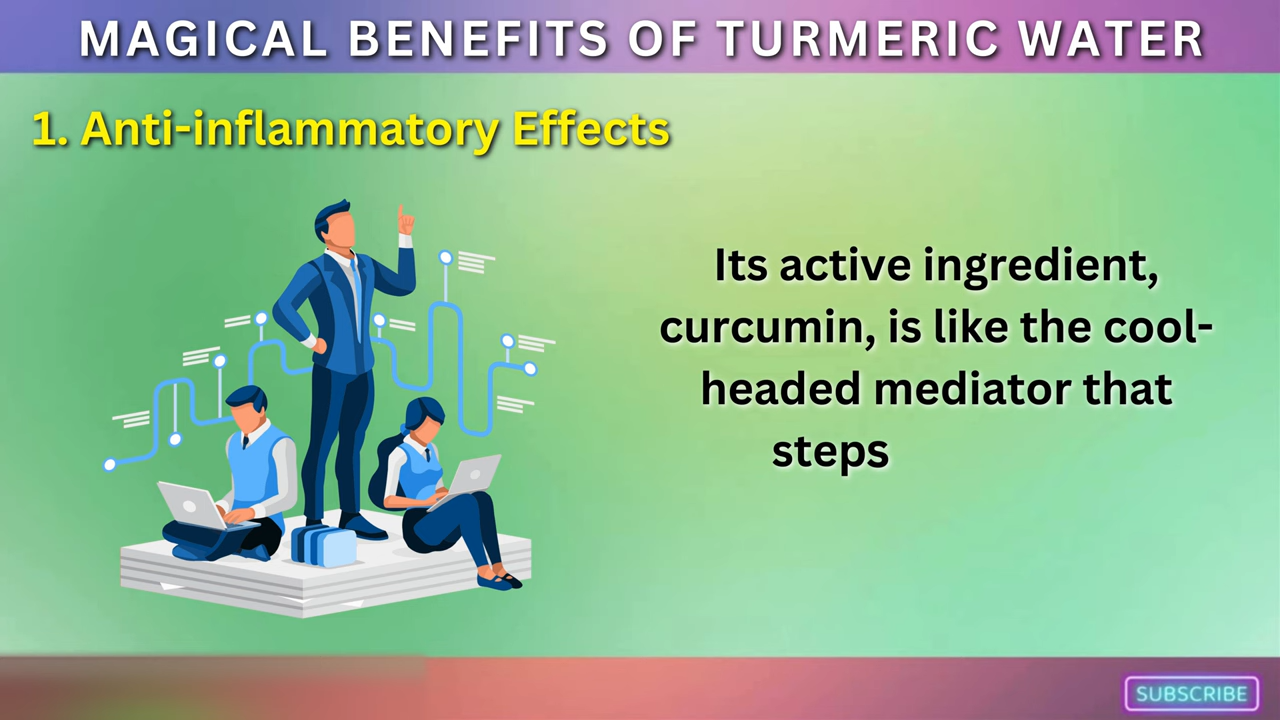 MAGICAL BENEFITS OF TURMERIC WATER
1. Anti-inflammatory Effects
Its active ingredient,
curcumin, is like the cool-
headed mediator that
steps
SUBSCRIBE